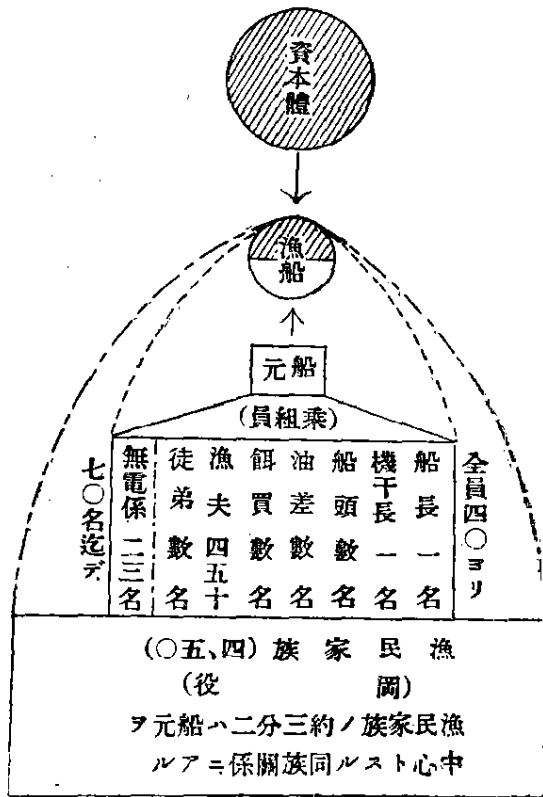 資本體
漁船
船元
(乗組員)
全員四〇ヨリ
船長一名
機干長一名
船頭數名
油差數名
餌買數名
漁夫四五十
徒弟數名
無電係二三名
七〇名迄デ
漁民家族(四、五〇)
(岡役)
漁民家族ノ約三分二ハ船元ヲ
中心トスル同族關係ニアル